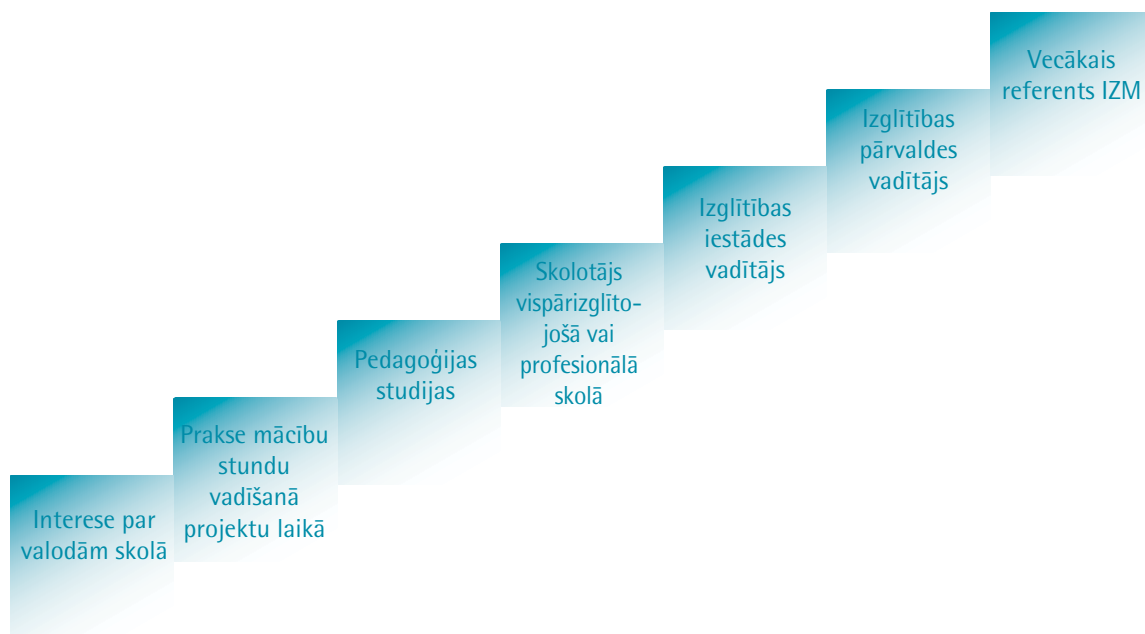 Interese par
valodām skolā
Prakse mācību
stundu
vadīšanā
projektu laikā
Pedagoģijas
studijas
Skolotājs
vispārizglīto-
jošā vai
profesionālā
skolā
Izglītības
iestādes
vadītājs
Izglītības
pārvaldes
vadītājs
Vecākais
referents IZM